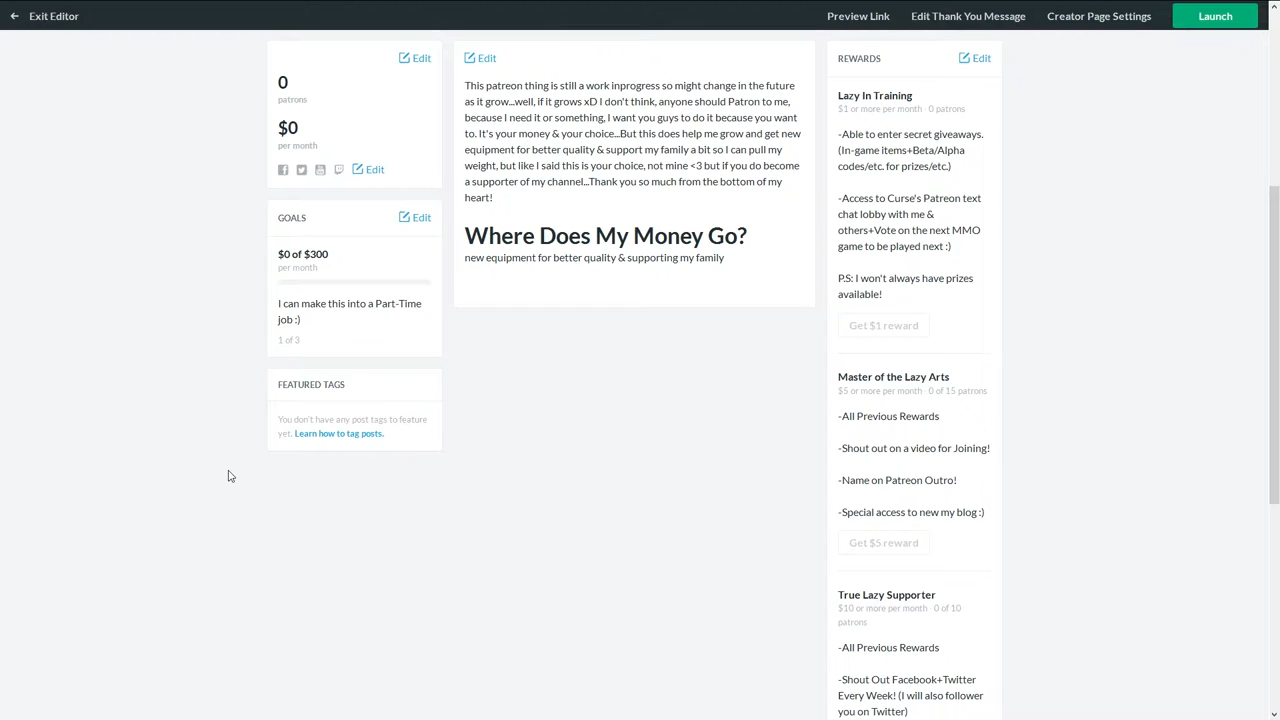 Exit Editor
Preview Link
Edit Thank You Message
Creator Page Settings
Launch
Edit
0
patrons
$0
per month
Edit
GOALS
Edit
$0 of $300
per month
I can make this into a Part-Time
job :)
1 of 3
FEATURED TAGS
You don't have any post tags to feature
yet. Learn how to tag posts.
Edit
This patreon thing is still a work inprogress so might change in the future
as it grow...well, if it grows xD I don't think, anyone should Patron to me,
because I need it or something, I want you guys to do it because you want
to. It's your money & your choice...But this does help me grow and get new
equipment for better quality & support my family a bit so I can pull my
weight, but like I said this is your choice, not mine <3 but if you do become
a supporter of my channel...Thank you so much from the bottom of my
heart!
Where Does My Money Go?
new equipment for better quality & supporting my family
REWARDS
Edit
Lazy In Training
$1 or more per month · 0 patrons
-Able to enter secret giveaways.
(In-game items+Beta/Alpha
codes/etc. for prizes/etc.)
-Access to Curse's Patreon text
chat lobby with me &
others+Vote on the next MMO
game to be played next :)
P.S: I won't always have prizes
available!
Get $1 reward
Master of the Lazy Arts
$5 or more per month · 0 of 15 patrons
-All Previous Rewards
-Shout out on a video for Joining!
-Name on Patreon Outro!
-Special access to new my blog :)
Get $5 reward
True Lazy Supporter
$10 or more per month · 0 of 10
patrons
-All Previous Rewards
-Shout Out Facebook+Twitter
Every Week! (I will also follower
you on Twitter)